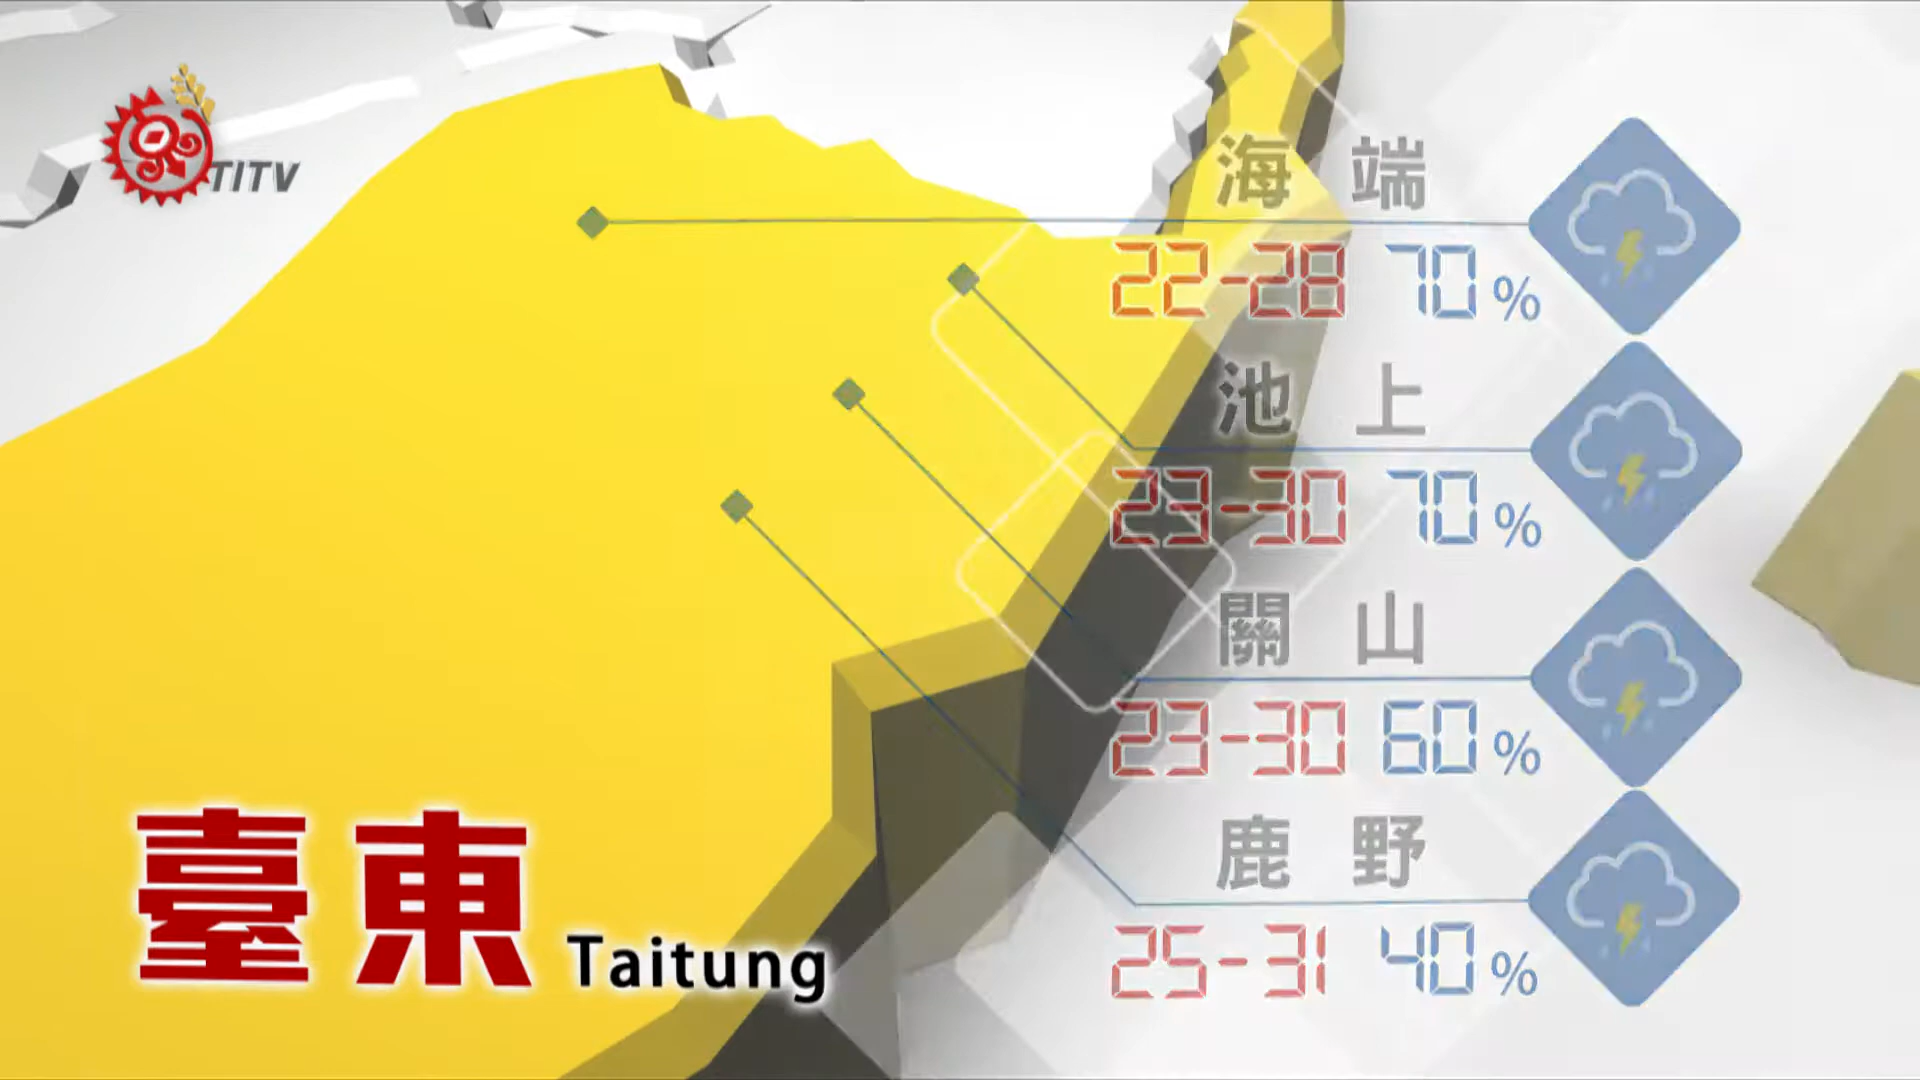 TITV
海端
22-28 70%
池上
23-30 70%
關山
23-30 60%
鹿野
25-31 40%
臺東 Taitung